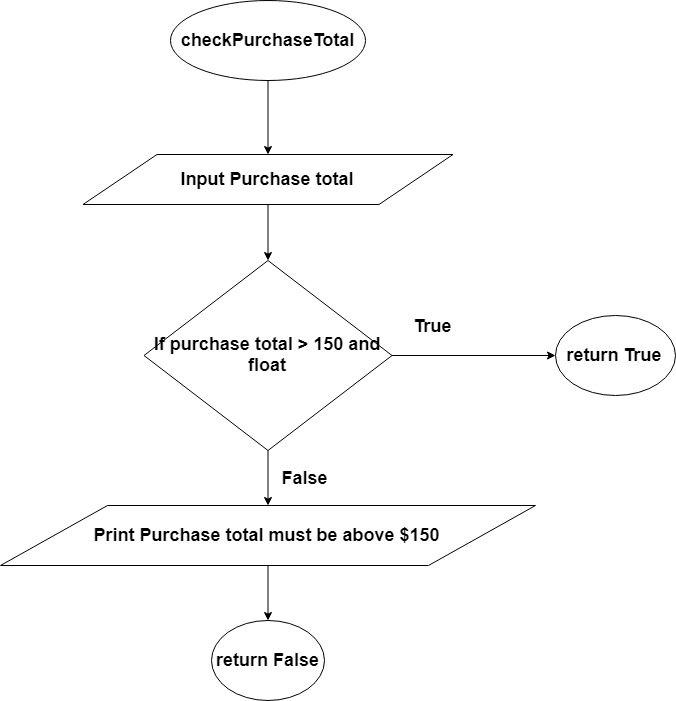 checkPurchaseTotal
Input Purchase total
If purchase total > 150 and
float
True
return True
False
Print Purchase total must be above $150
return False